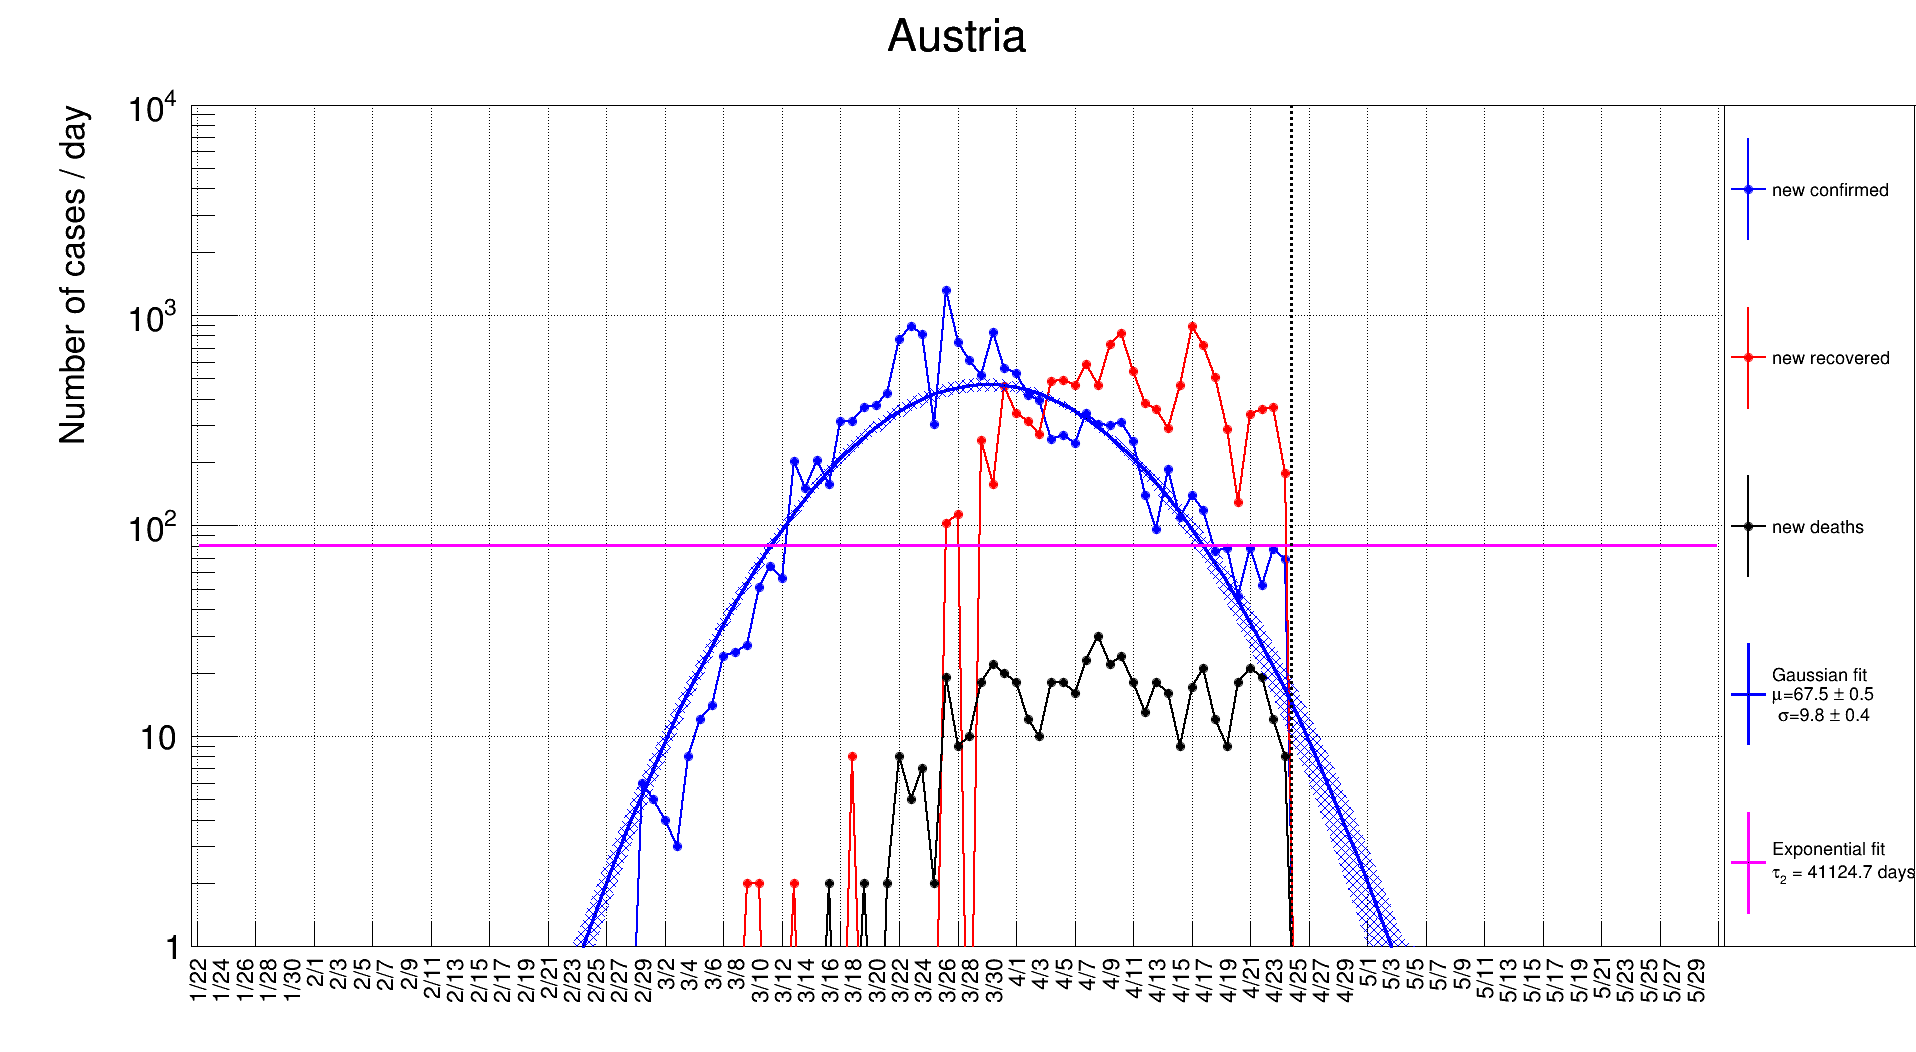 Austria
Number of cases / day
10^4
10^3
10^2
10
1
1/22 1/24 1/26 1/28 1/30 2/1 2/3 2/5 2/7 2/9 2/11 2/13 2/15 2/17 2/19 2/21 2/23 2/25 2/27 2/29 3/2 3/4 3/6 3/8 3/10 3/12 3/14 3/16 3/18 3/20 3/22 3/24 3/26 3/28 3/30 4/1 4/3 4/5 4/7 4/9 4/11 4/13 4/15 4/17 4/19 4/21 4/23 4/25 4/27 4/29 5/1 5/3 5/5 5/7 5/9 5/11 5/13 5/15 5/17 5/19 5/21 5/23 5/25 5/27 5/29
new confirmed
new recovered
new deaths
Gaussian fit
μ=67.5 ± 0.5
σ=9.8 ± 0.4
Exponential fit
τ₂ = 41124.7 days